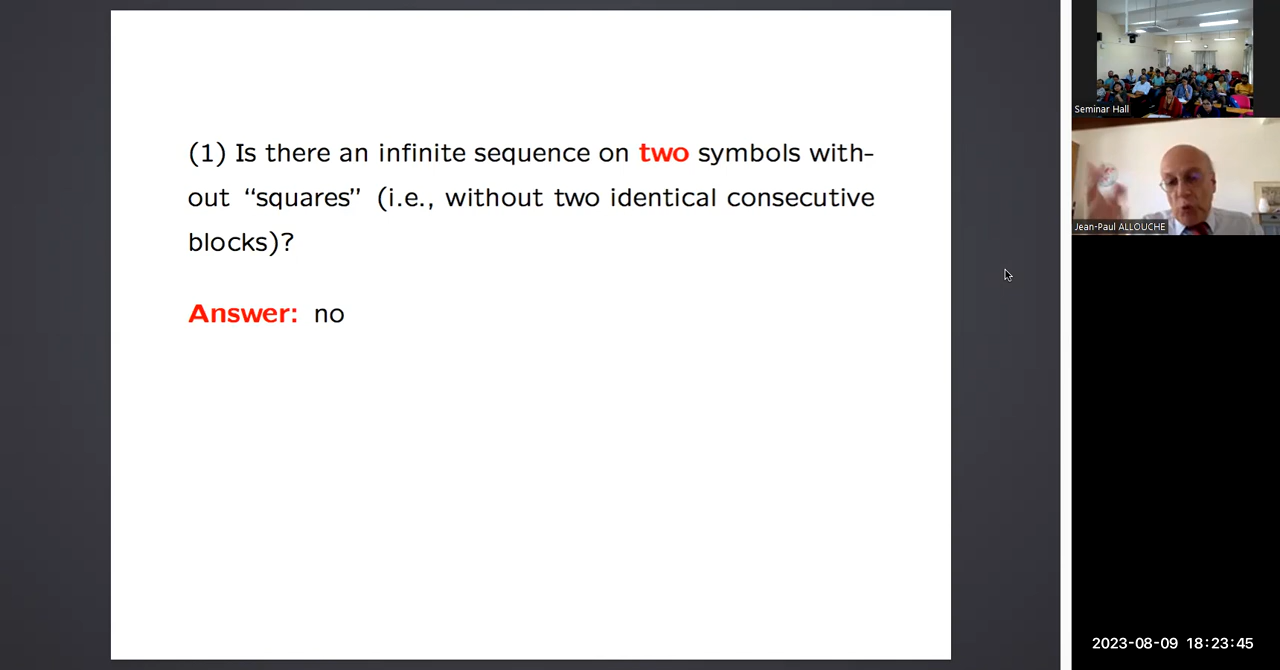 (1) Is there an infinite sequence on two symbols with-
out “squares” (i.e., without two identical consecutive
blocks)?
Answer: no
Seminar Hall
Jean-Paul ALLOUCHE
2023-08-09 18:23:45